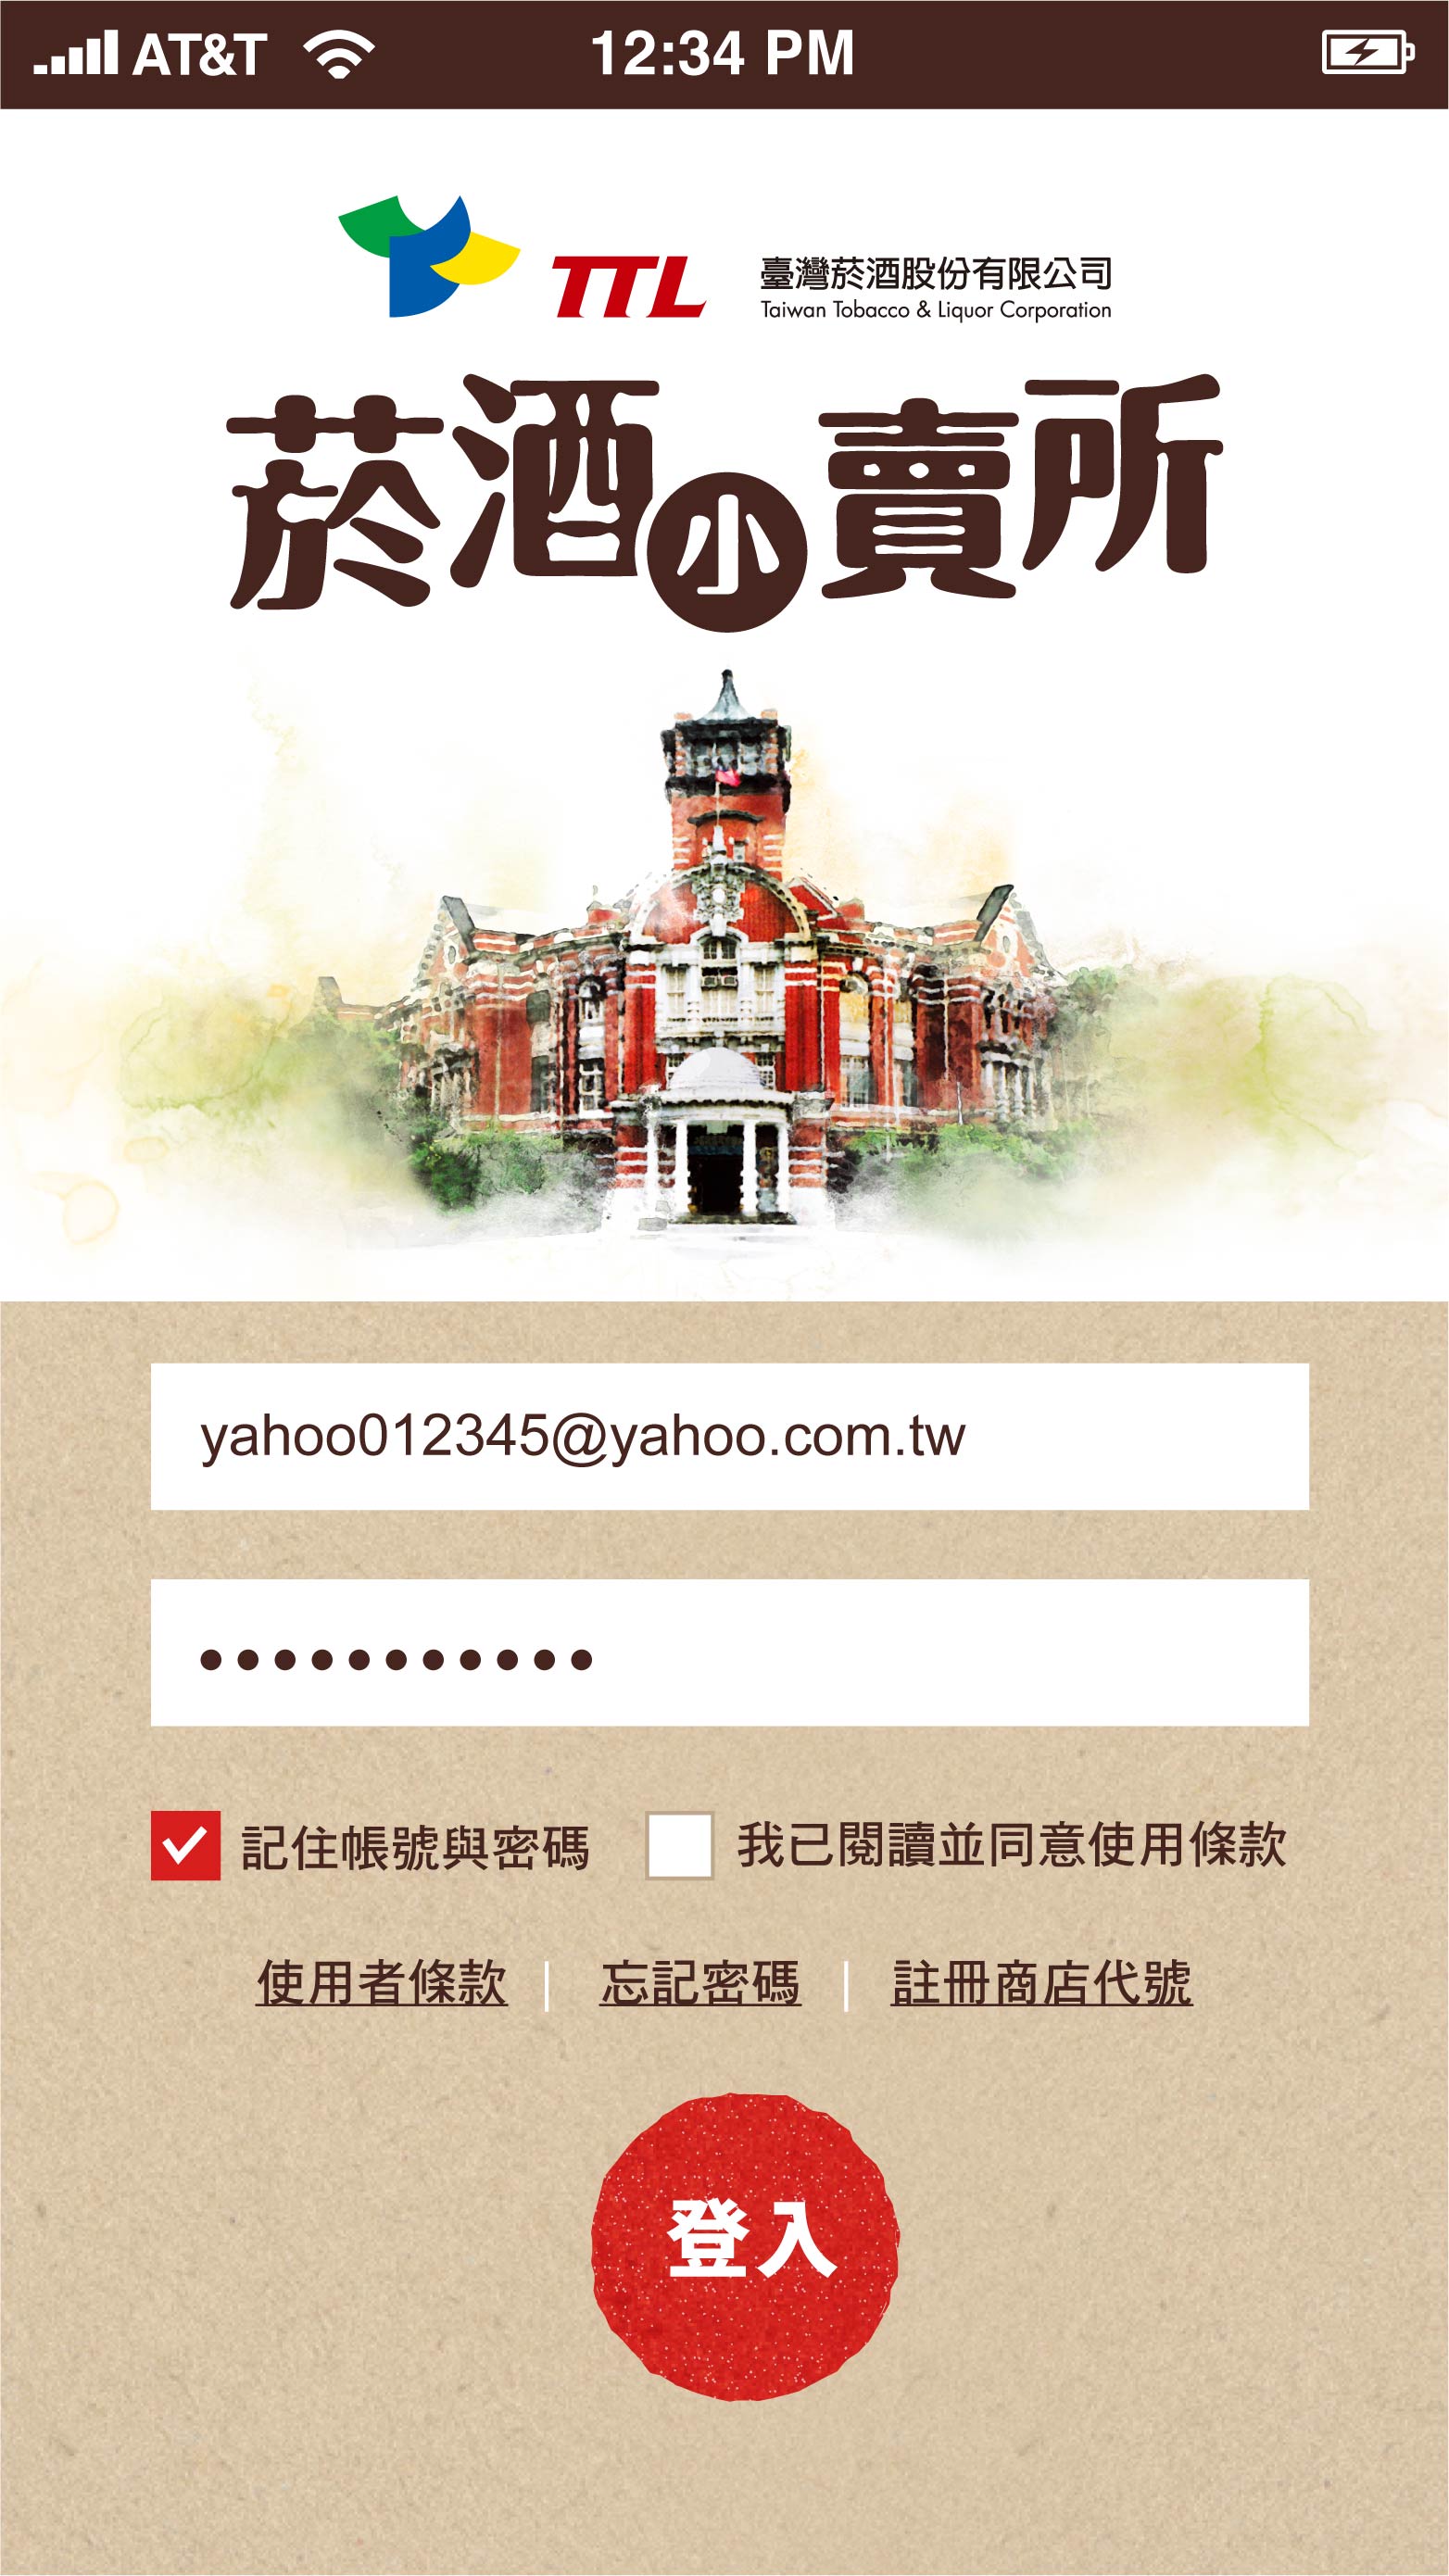 AT&T 12:34 PM
TTL 臺灣菸酒股份有限公司
Taiwan Tobacco & Liquor Corporation
菸酒小賣所
yahoo012345@yahoo.com.tw
•••••••••••
記住帳號與密碼 我已閱讀並同意使用條款
使用者條款 | 忘記密碼 | 註冊商店代號
登入